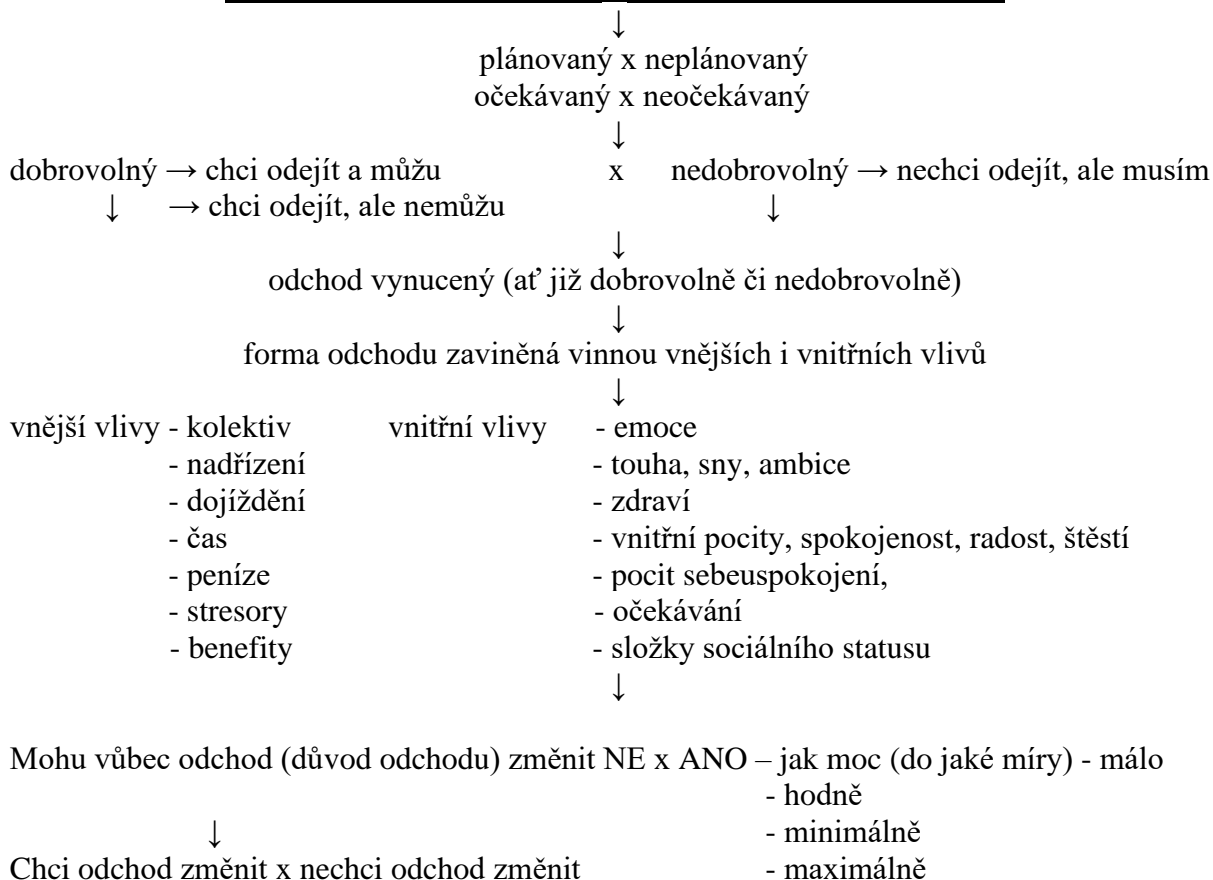 ↓
plánovaný x neplánovaný
očekávaný x neočekávaný
↓
dobrovolný → chci odejít a můžu x nedobrovolný → nechci odejít, ale musím
↓ → chci odejít, ale nemůžu ↓
↓
odchod vynucený (ať již dobrovolně či nedobrovolně)
↓
forma odchodu zaviněná vinnou vnějších i vnitřních vlivů
↓
vnější vlivy - kolektiv vnitřní vlivy - emoce
- nadřízení - touha, sny, ambice
- dojíždění - zdraví
- čas - vnitřní pocity, spokojenost, radost, štěstí
- peníze - pocit sebeuspokojení,
- stresory - očekávání
- benefity - složky sociálního statusu
↓
Mohu vůbec odchod (důvod odchodu) změnit NE x ANO – jak moc (do jaké míry) - málo
- hodně
↓ - minimálně
Chci odchod změnit x nechci odchod změnit - maximálně